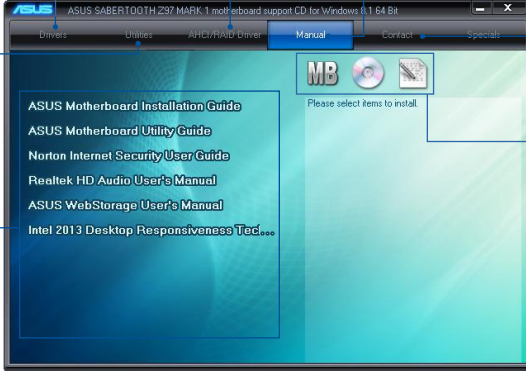 ASUS ASUS SABERTOOTH Z97 MARK 1 motherboard support CD for Windows 8.1 64 Bit
Drivers Utilities AHCI/RAID Driver Manual Contact Specials
MB
Please select items to install.
ASUS Motherboard Installation Guide
ASUS Motherboard Utility Guide
Norton Internet Security User Guide
Realtek HD Audio User's Manual
ASUS WebStorage User's Manual
Intel 2013 Desktop Responsiveness Tecl...